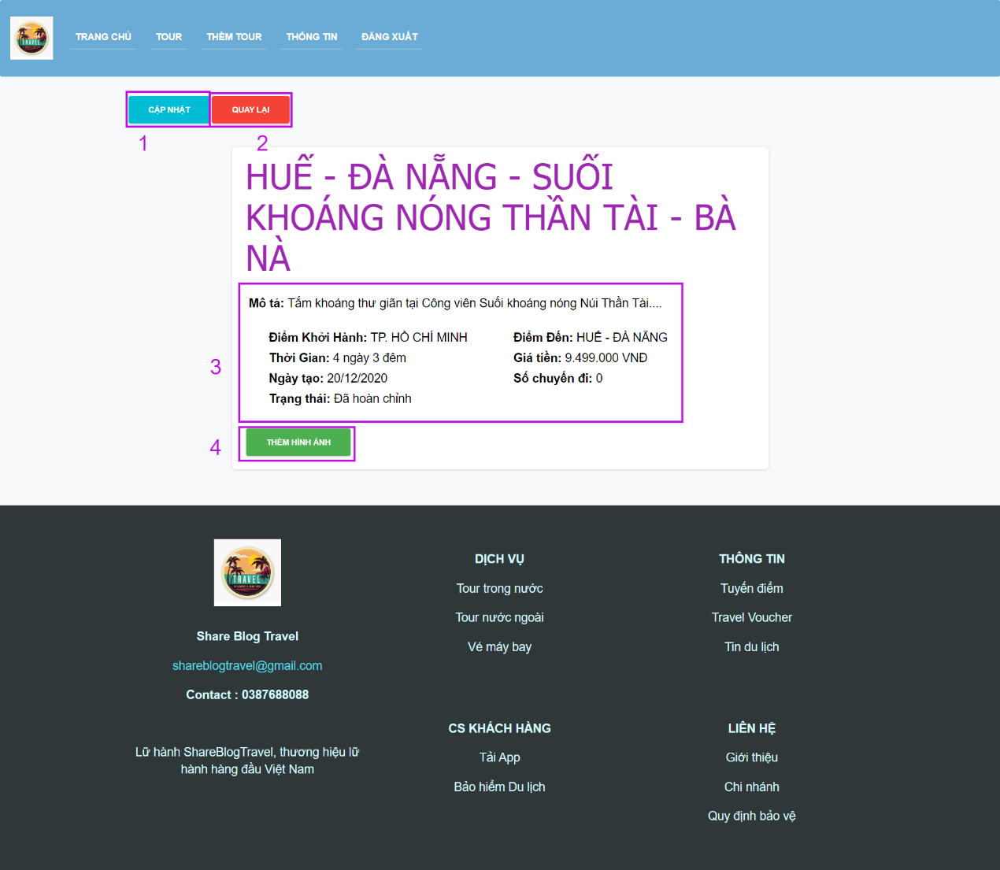 TRAVEL
TRANG CHỦ TOUR THÊM TOUR THÔNG TIN ĐĂNG XUẤT
CẬP NHẬT QUAY LẠI
1 2
HUẾ - ĐÀ NẴNG - SUỐI
KHOÁNG NÓNG THẦN TÀI - BÀ
NÀ
Mô tả: Tắm khoáng thư giãn tại Công viên Suối khoáng nóng Núi Thần Tài....
Điểm Khởi Hành: TP. HỒ CHÍ MINH Điểm Đến: HUẾ - ĐÀ NẴNG
3
Thời Gian: 4 ngày 3 đêm Giá tiền: 9.499.000 VNĐ
Ngày tạo: 20/12/2020 Số chuyến đi: 0
Trạng thái: Đã hoàn chỉnh
4 THÊM HÌNH ẢNH
TRAVEL
Share Blog Travel
shareblogtravel@gmail.com
Contact : 0387688088
Lữ hành ShareBlogTravel, thương hiệu lữ
hành hàng đầu Việt Nam
DỊCH VỤ
Tour trong nước
Tour nước ngoài
Vé máy bay
THÔNG TIN
Tuyến điểm
Travel Voucher
Tin du lịch
CS KHÁCH HÀNG
Tải App
Bảo hiểm Du lịch
LIÊN HỆ
Giới thiệu
Chi nhánh
Quy định bảo vệ